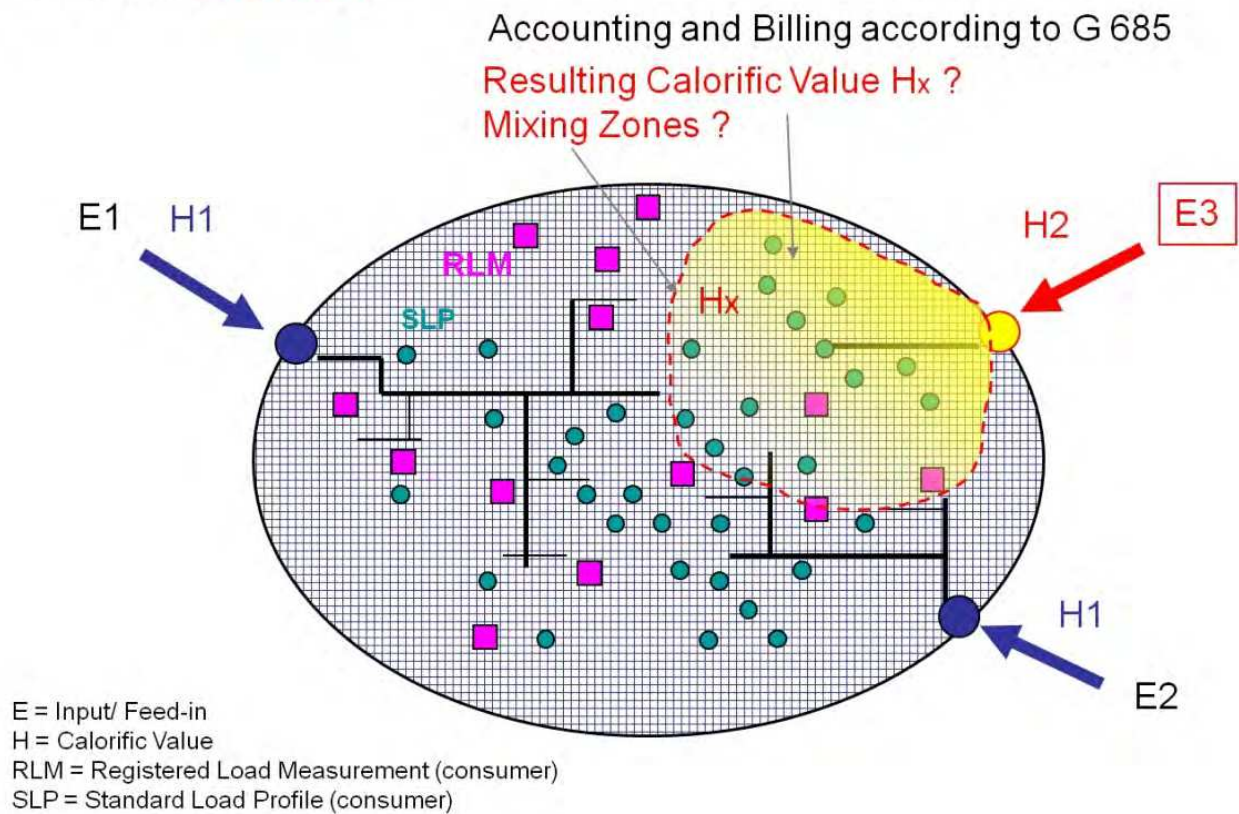 Accounting and Billing according to G 685
Resulting Calorific Value Hx ?
Mixing Zones ?
E1 H1
H2 E3
RLM
Hx
SLP
H1
E2
E = Input/ Feed-in
H = Calorific Value
RLM = Registered Load Measurement (consumer)
SLP = Standard Load Profile (consumer)